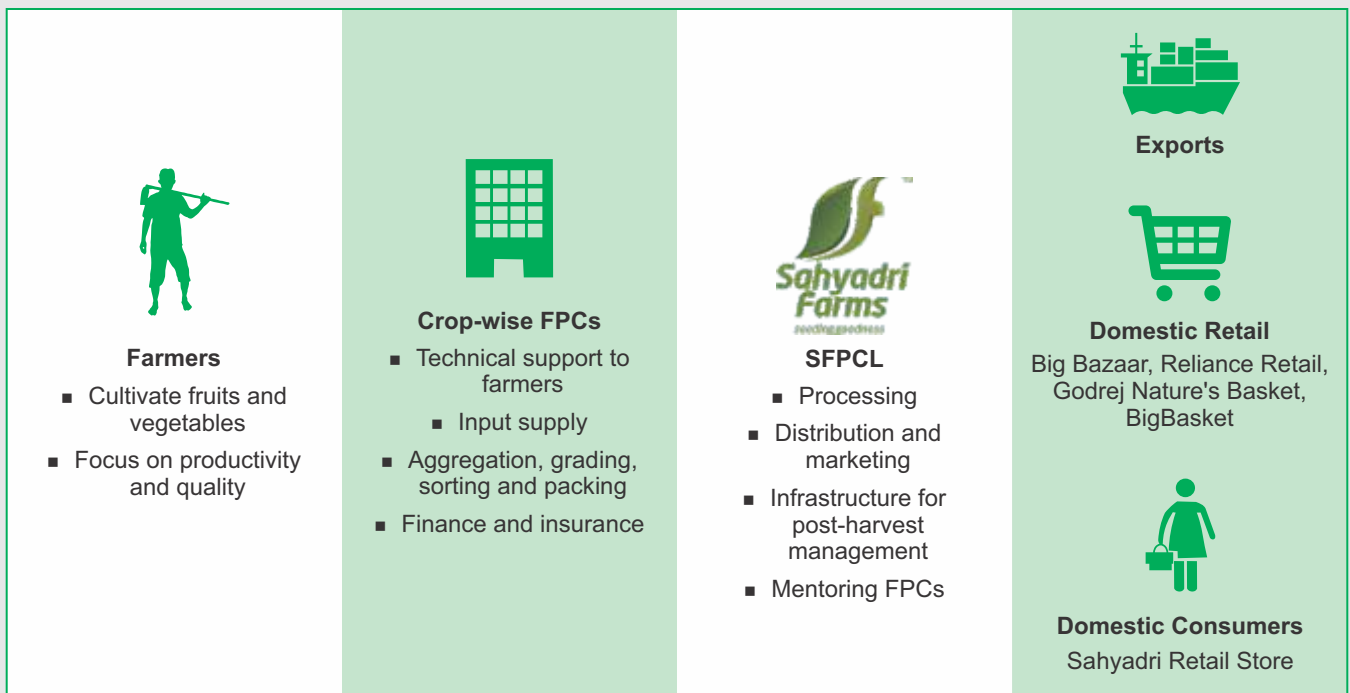 Farmers
▪ Cultivate fruits and
vegetables
▪ Focus on productivity
and quality
Crop-wise FPCs
▪ Technical support to
farmers
▪ Input supply
▪ Aggregation, grading,
sorting and packing
▪ Finance and insurance
Sahyadri
Farms
seeding goodness
SFPCL
▪ Processing
▪ Distribution and
marketing
▪ Infrastructure for
post-harvest
management
▪ Mentoring FPCs
Exports
Domestic Retail
Big Bazaar, Reliance Retail,
Godrej Nature's Basket,
BigBasket
Domestic Consumers
Sahyadri Retail Store